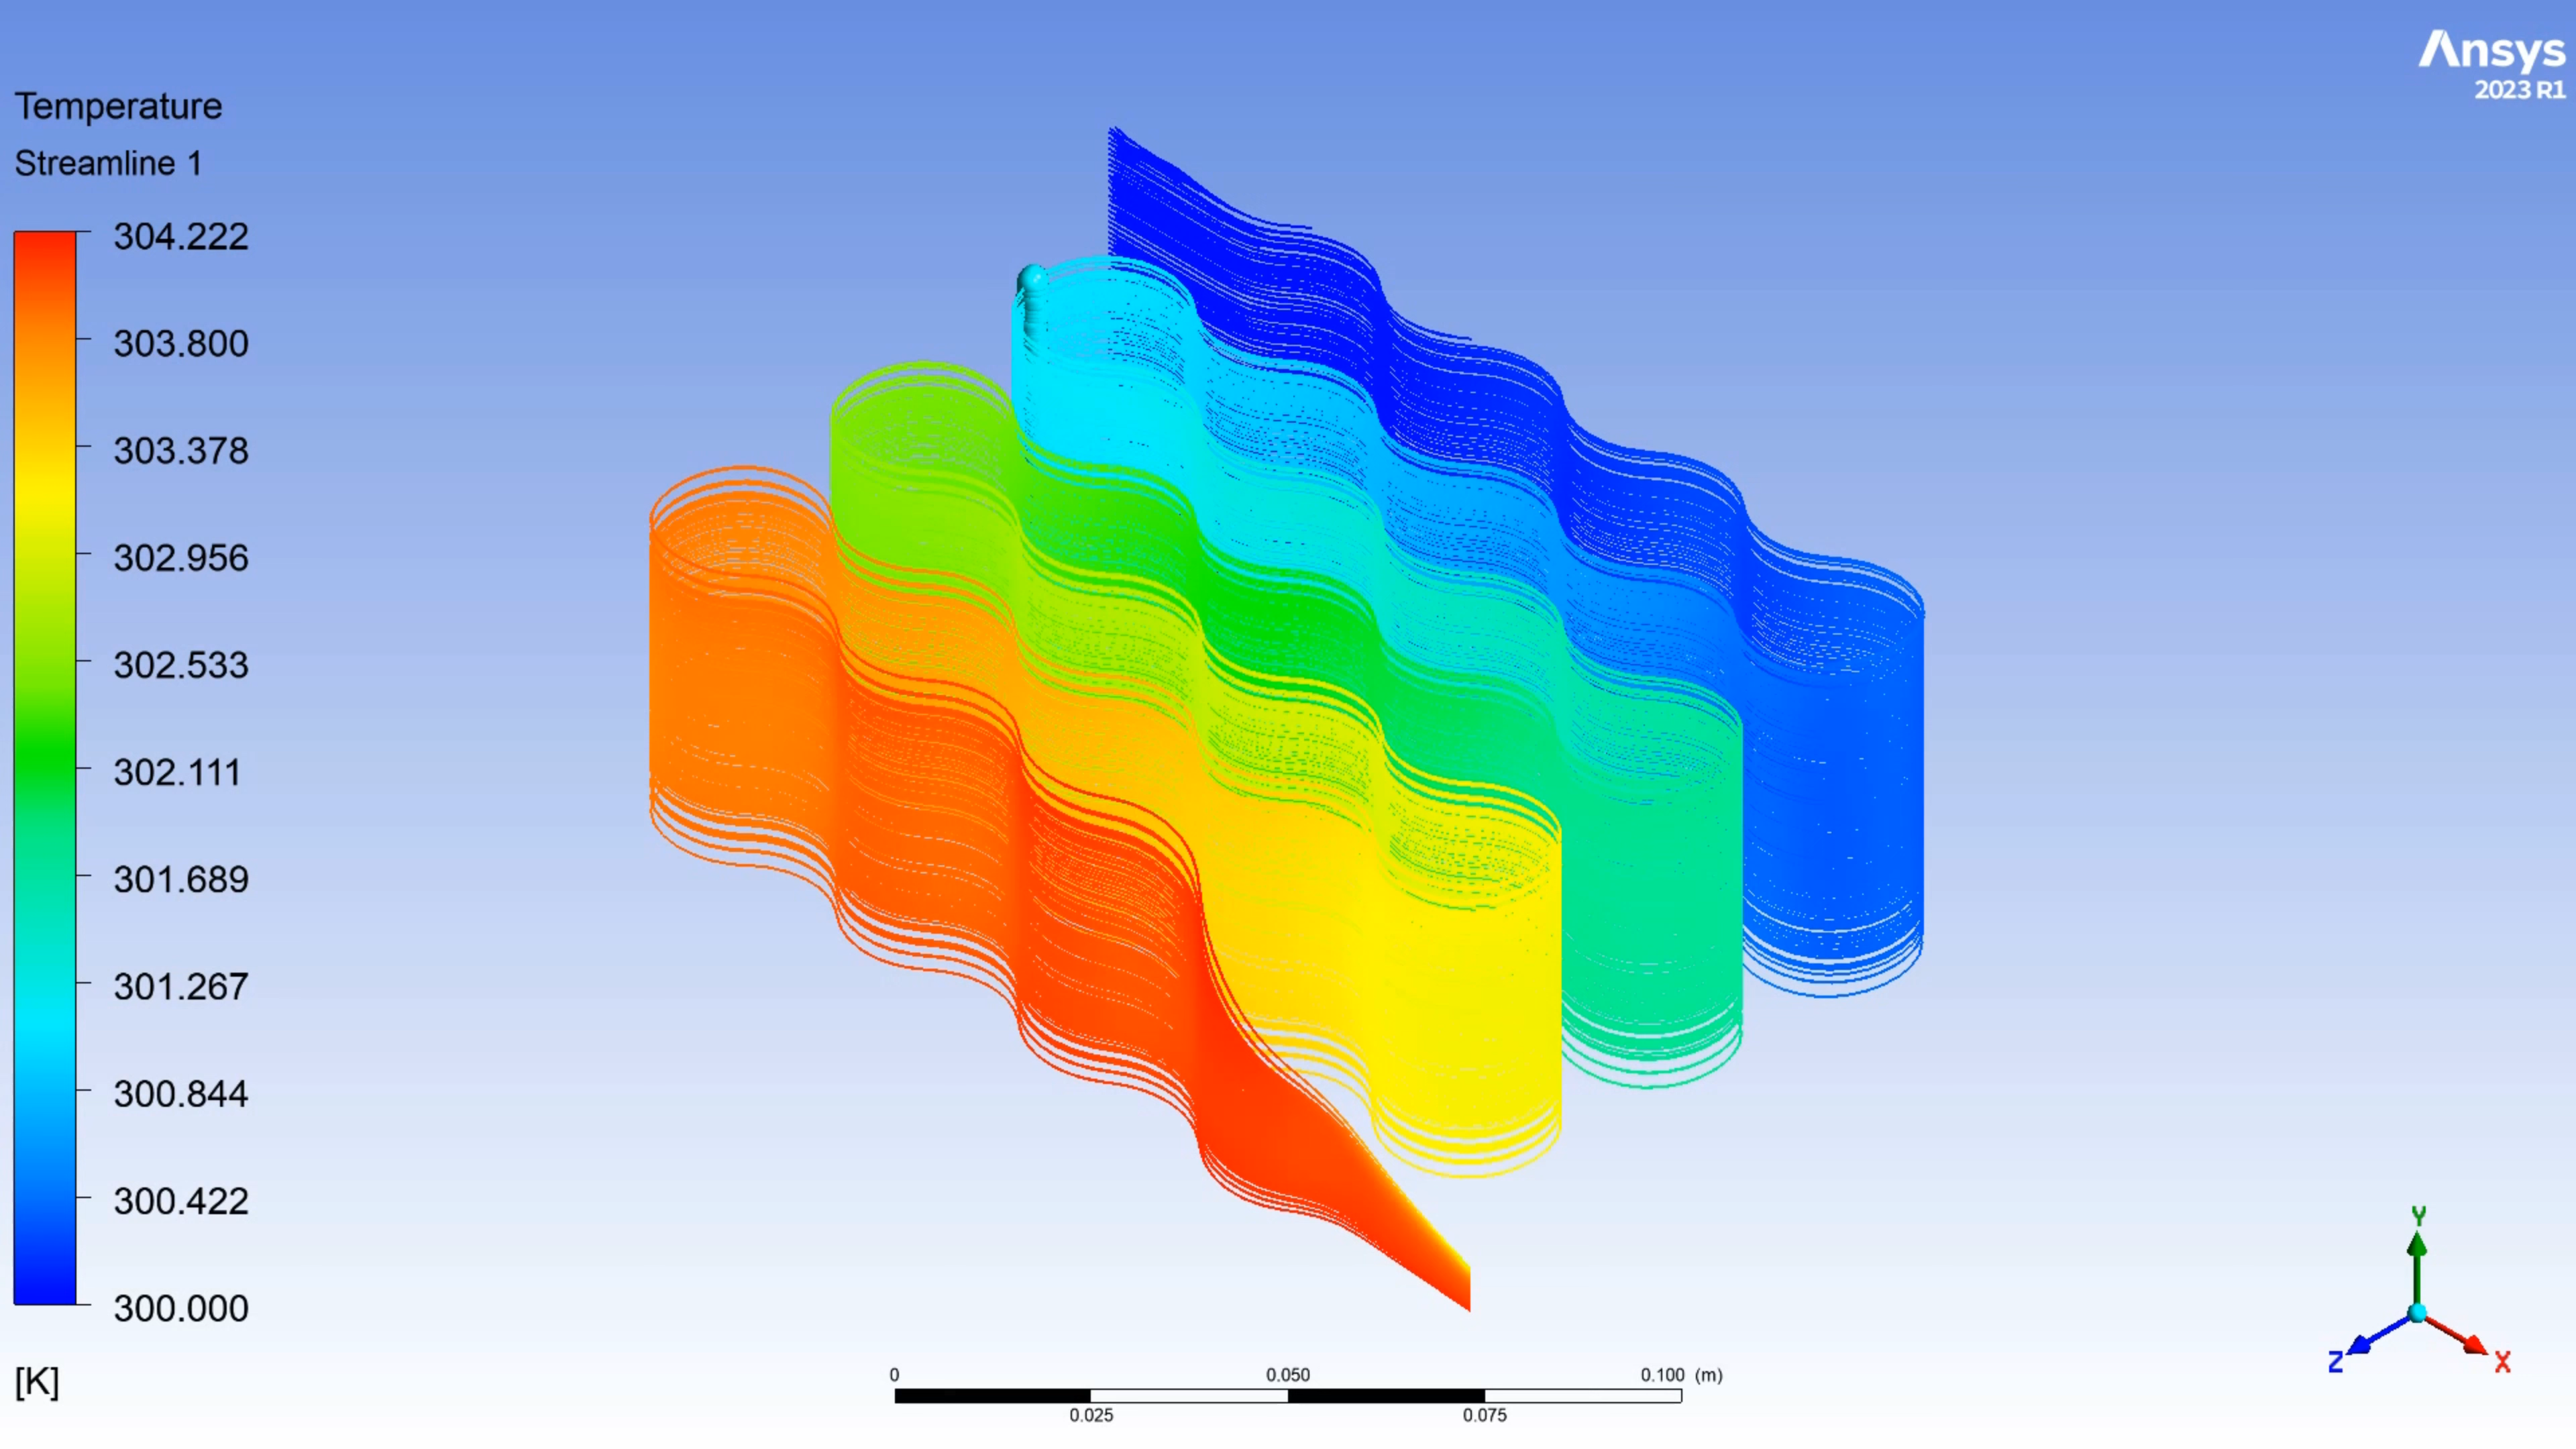 Ansys
2023 R1
Temperature
Streamline 1
304.222
303.800
303.378
302.956
302.533
302.111
301.689
301.267
300.844
300.422
300.000
[K]
0 0.050 0.100 (m)
0.025 0.075
Y
Z X